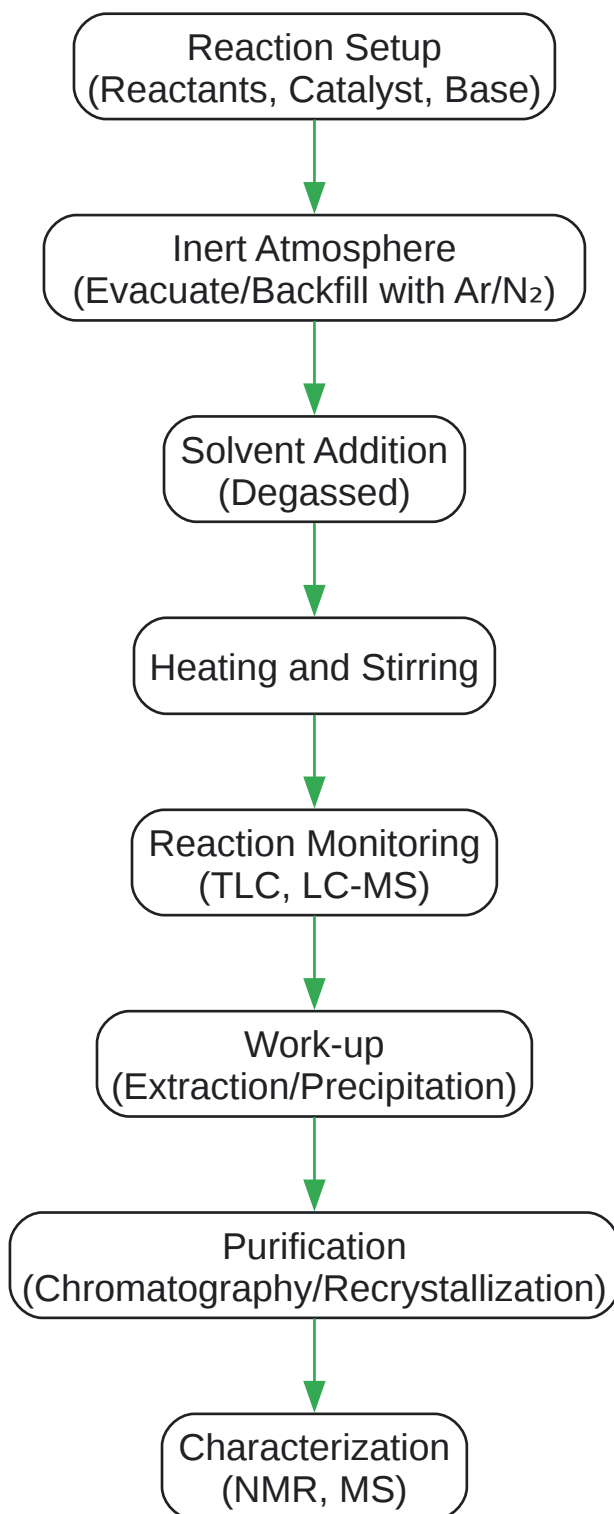 Reaction Setup
(Reactants, Catalyst, Base)
Inert Atmosphere
(Evacuate/Backfill with Ar/N₂)
Solvent Addition
(Degassed)
Heating and Stirring
Reaction Monitoring
(TLC, LC-MS)
Work-up
(Extraction/Precipitation)
Purification
(Chromatography/Recrystallization)
Characterization
(NMR, MS)